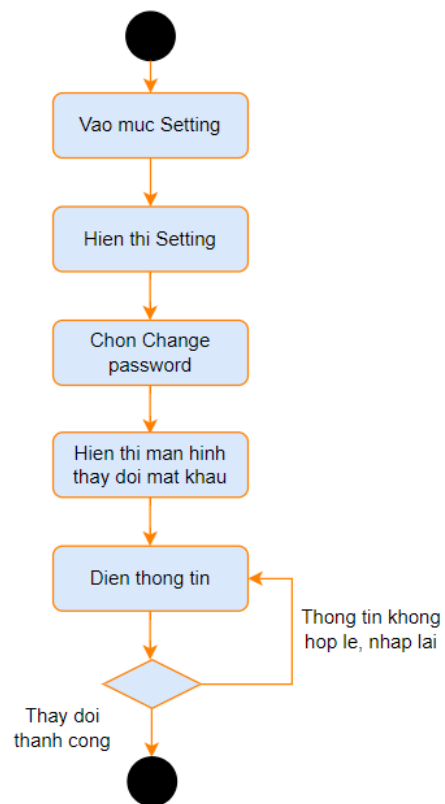 Vao muc Setting
Hien thi Setting
Chon Change
password
Hien thi man hinh
thay doi mat khau
Dien thong tin
Thong tin khong
hop le, nhap lai
Thay doi
thanh cong